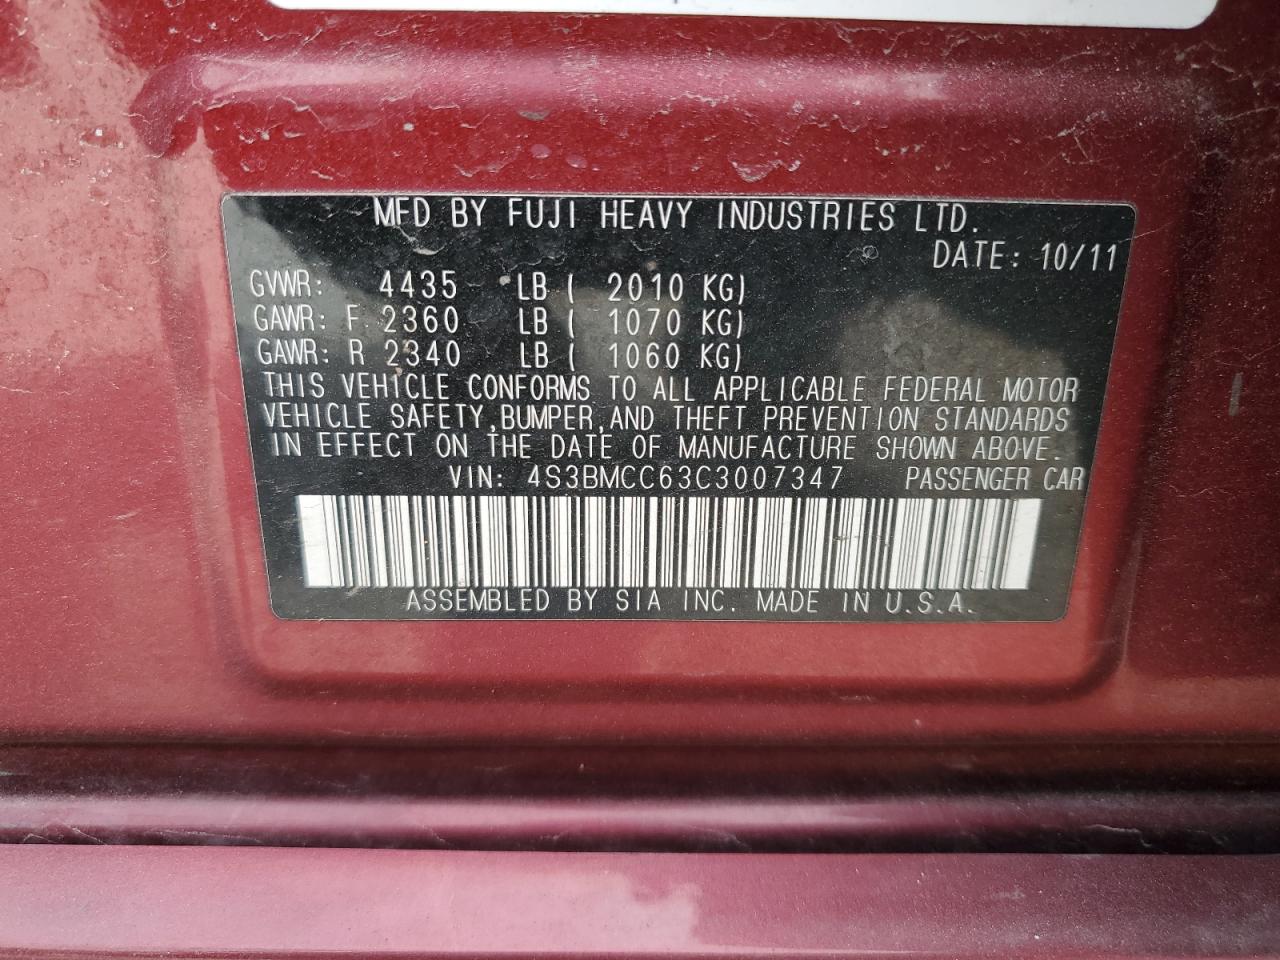 MFD BY FUJI HEAVY INDUSTRIES LTD.
DATE: 10/11
GVWR: 4435 LB ( 2010 KG)
GAWR: F 2360 LB ( 1070 KG)
GAWR: R 2340 LB ( 1060 KG)
THIS VEHICLE CONFORMS TO ALL APPLICABLE FEDERAL MOTOR
VEHICLE SAFETY,BUMPER,AND THEFT PREVENTION STANDARDS
IN EFFECT ON THE DATE OF MANUFACTURE SHOWN ABOVE.
VIN: 4S3BMCC63C3007347 PASSENGER CAR
ASSEMBLED BY SIA INC. MADE IN U.S.A.